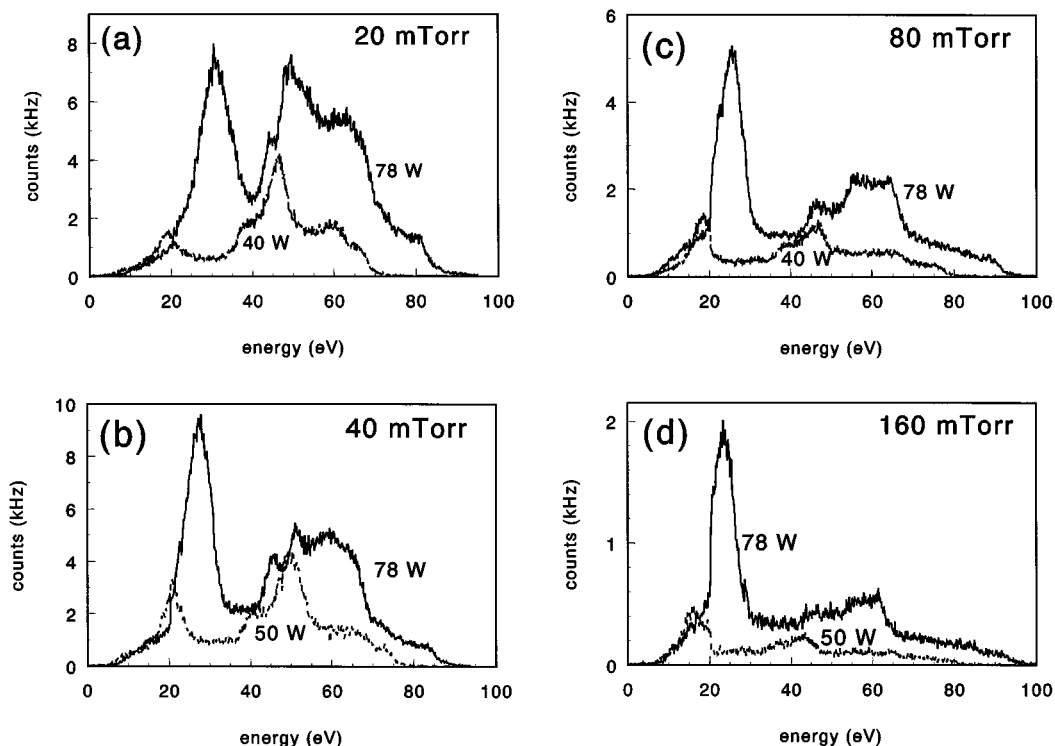 (a)
20 mTorr
8
6
4
2
0
counts (kHz)
78 W
40 W
0 20 40 60 80 100
energy (eV)
(c)
80 mTorr
6
4
2
0
counts (kHz)
78 W
40 W
0 20 40 60 80 100
energy (eV)
(b)
40 mTorr
10
8
6
4
2
0
counts (kHz)
78 W
50 W
0 20 40 60 80 100
energy (eV)
(d)
160 mTorr
2
1
0
counts (kHz)
78 W
50 W
0 20 40 60 80 100
energy (eV)